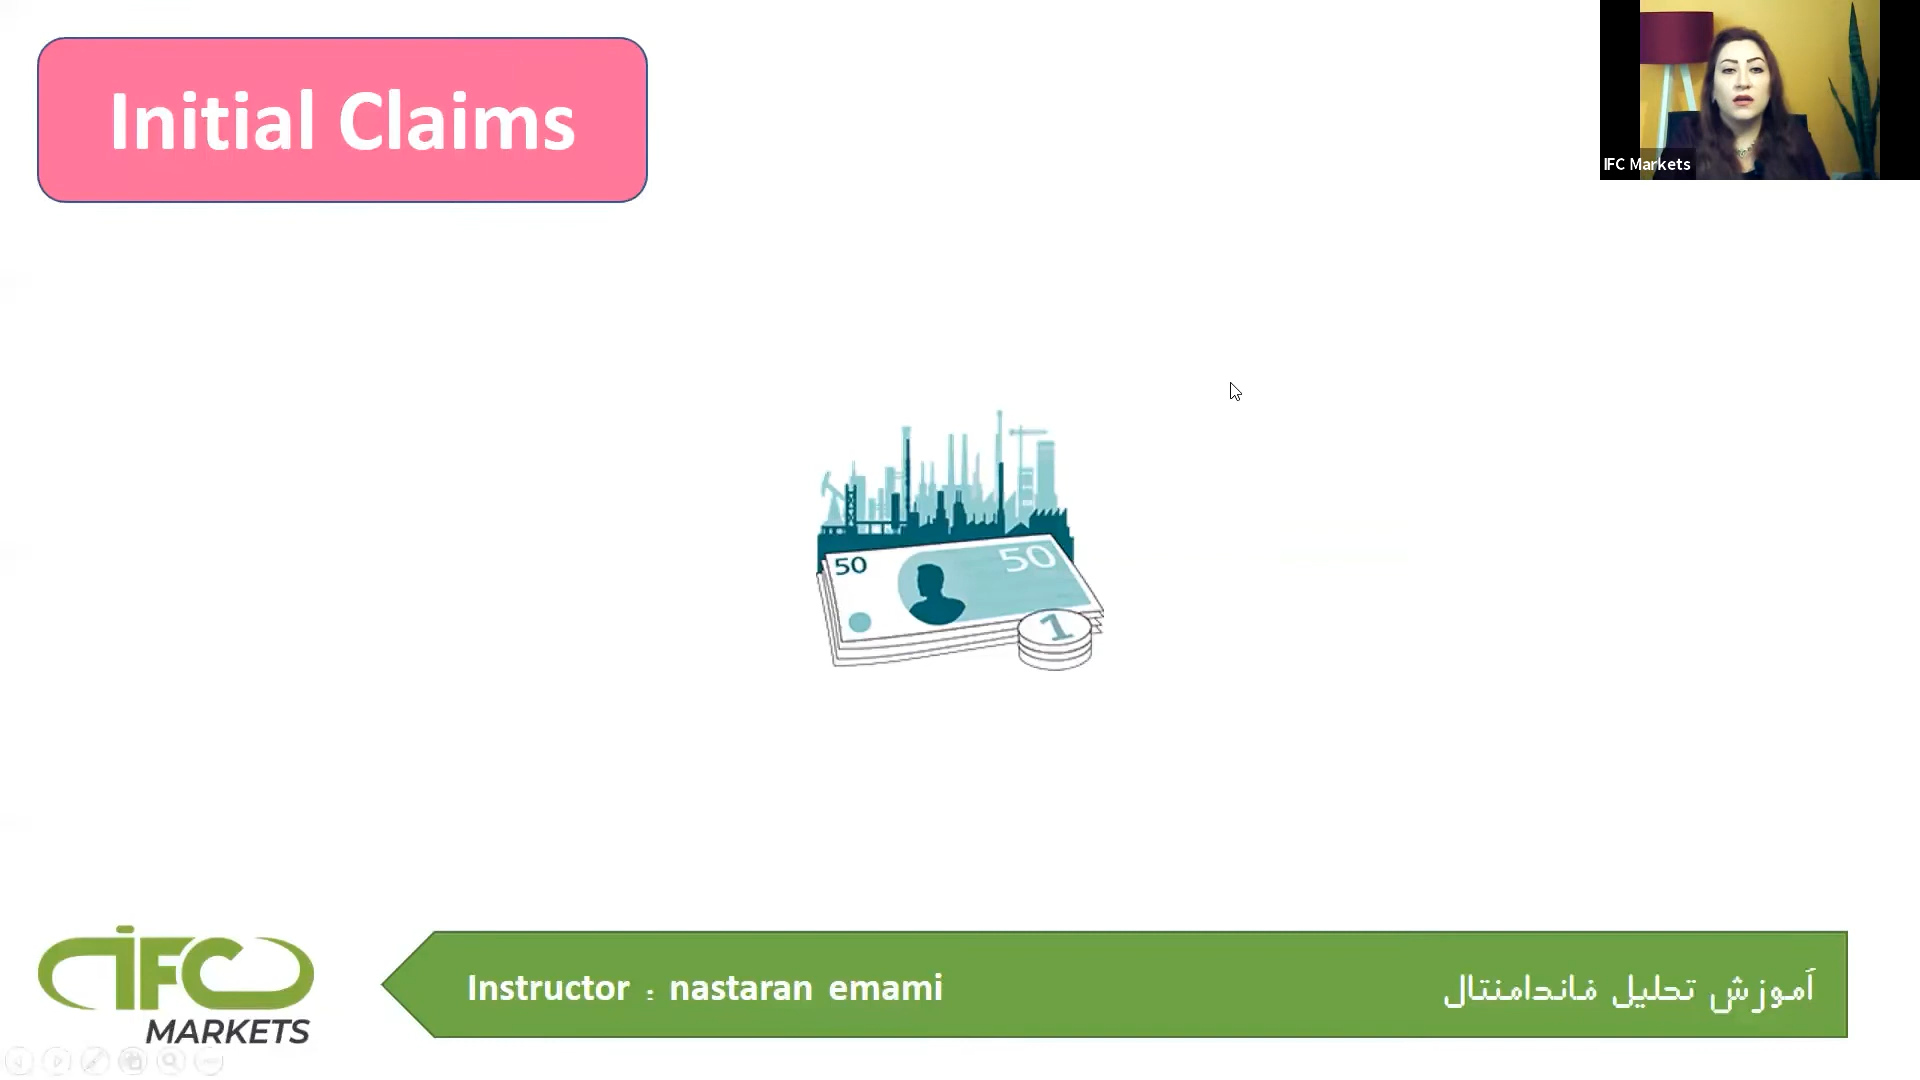 Initial Claims
IFC Markets
50
50
1
IFC
MARKETS
Instructor : nastaran emami
آموزش تحلیل فاندامنتال